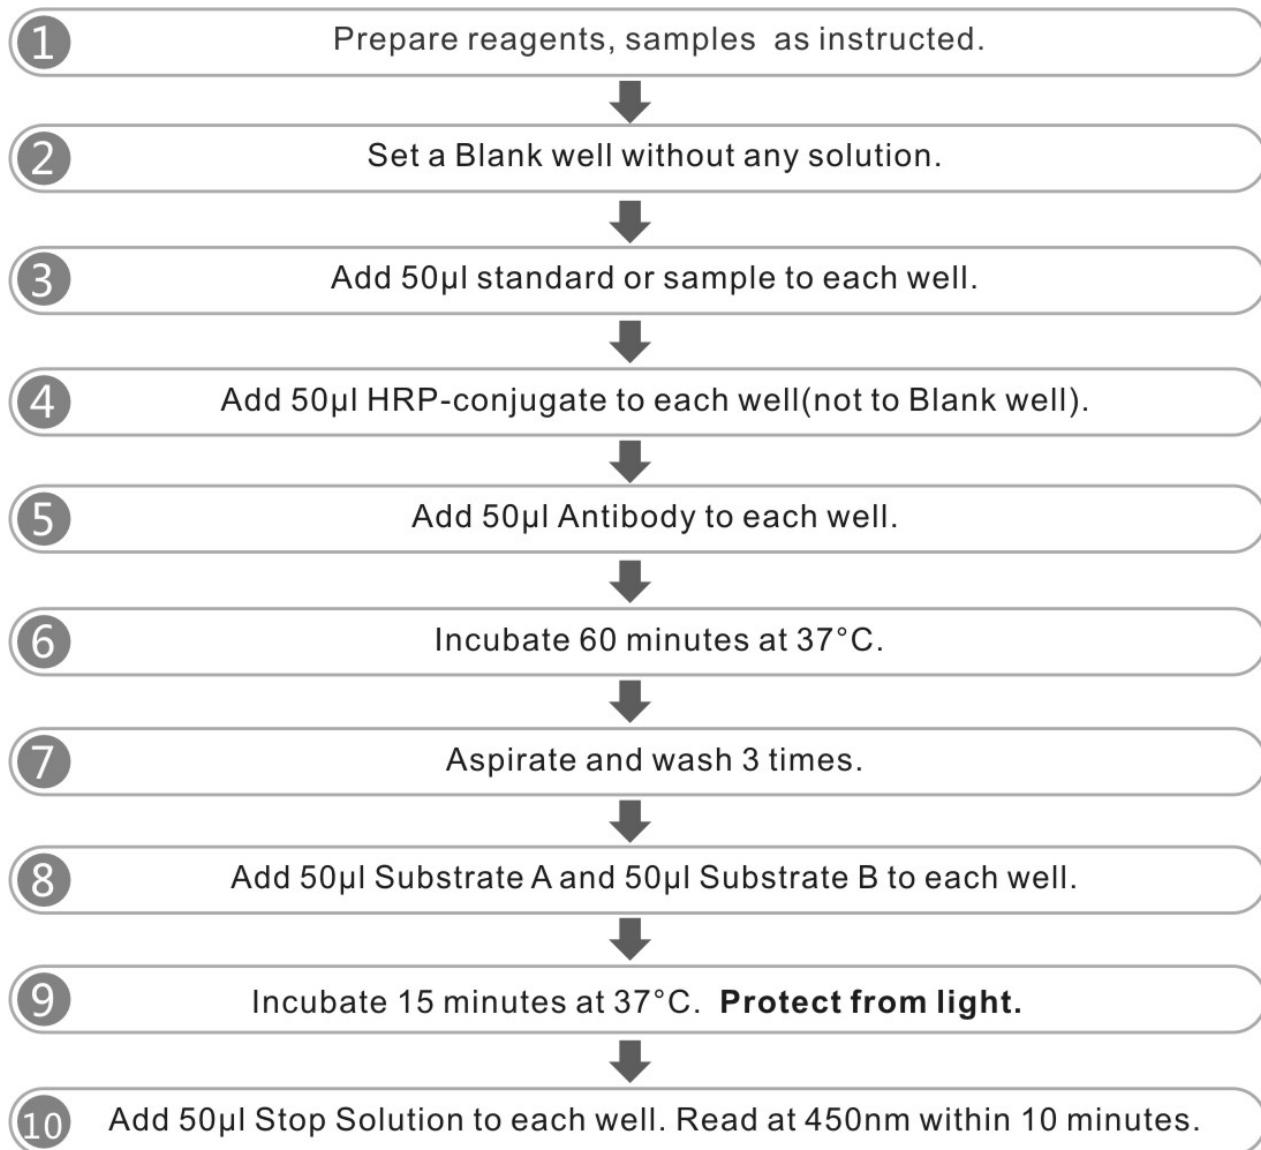 1 Prepare reagents, samples as instructed.
2 Set a Blank well without any solution.
3 Add 50µl standard or sample to each well.
4 Add 50µl HRP-conjugate to each well(not to Blank well).
5 Add 50µl Antibody to each well.
6 Incubate 60 minutes at 37°C.
7 Aspirate and wash 3 times.
8 Add 50µl Substrate A and 50µl Substrate B to each well.
9 Incubate 15 minutes at 37°C. Protect from light.
10 Add 50µl Stop Solution to each well. Read at 450nm within 10 minutes.